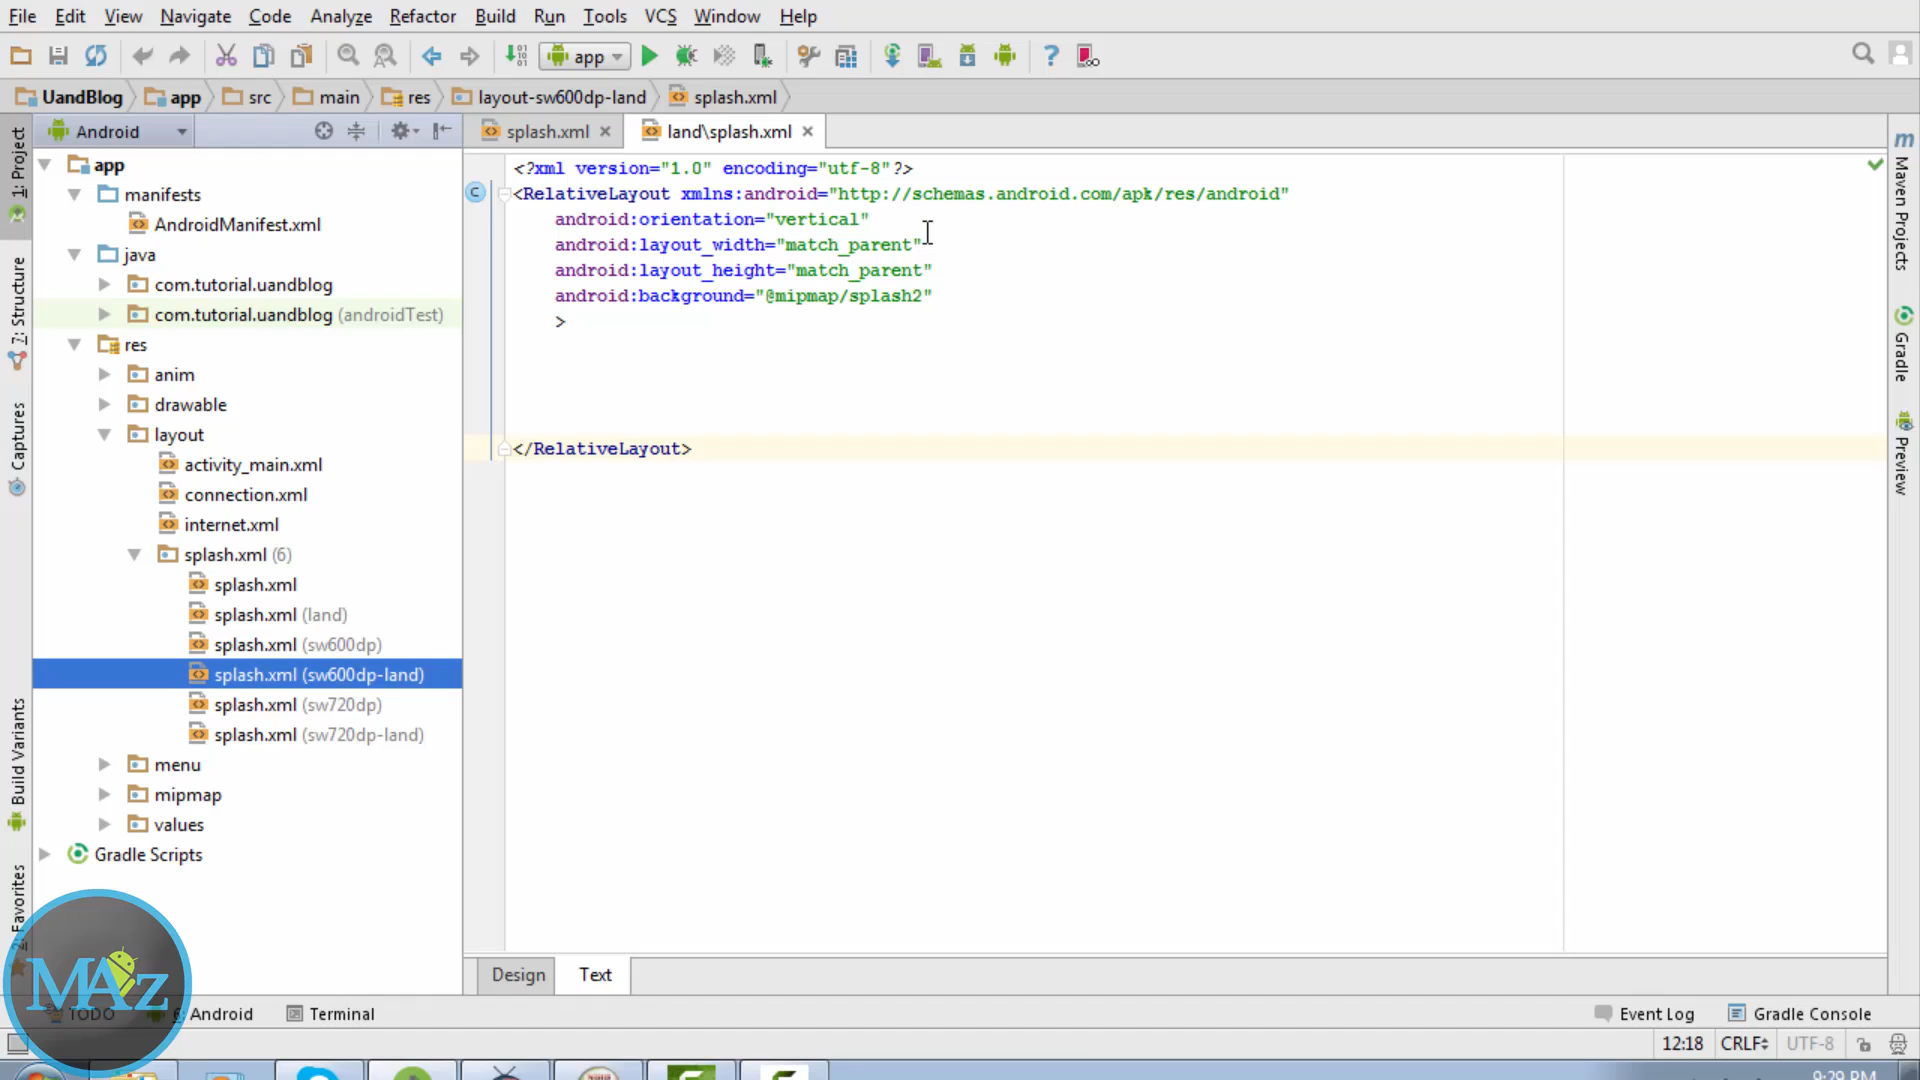 File Edit View Navigate Code Analyze Refactor Build Run Tools VCS Window Help
app
UandBlog app src main res layout-sw600dp-land splash.xml
Android
splash.xml land\splash.xml
1: Project
7: Structure
Captures
Build Variants
2: Favorites
app
manifests
AndroidManifest.xml
java
com.tutorial.uandblog
com.tutorial.uandblog (androidTest)
res
anim
drawable
layout
activity_main.xml
connection.xml
internet.xml
splash.xml (6)
splash.xml
splash.xml (land)
splash.xml (sw600dp)
splash.xml (sw600dp-land)
splash.xml (sw720dp)
splash.xml (sw720dp-land)
menu
mipmap
values
Gradle Scripts
<?xml version="1.0" encoding="utf-8"?>
<RelativeLayout xmlns:android="http://schemas.android.com/apk/res/android"
android:orientation="vertical"
android:layout_width="match_parent"
android:layout_height="match_parent"
android:background="@mipmap/splash2"
>
</RelativeLayout>
Maven Projects
Gradle
Preview
Design Text
MAz
TODO 6: Android Terminal Event Log Gradle Console
12:18 CRLF UTF-8
9:29 PM